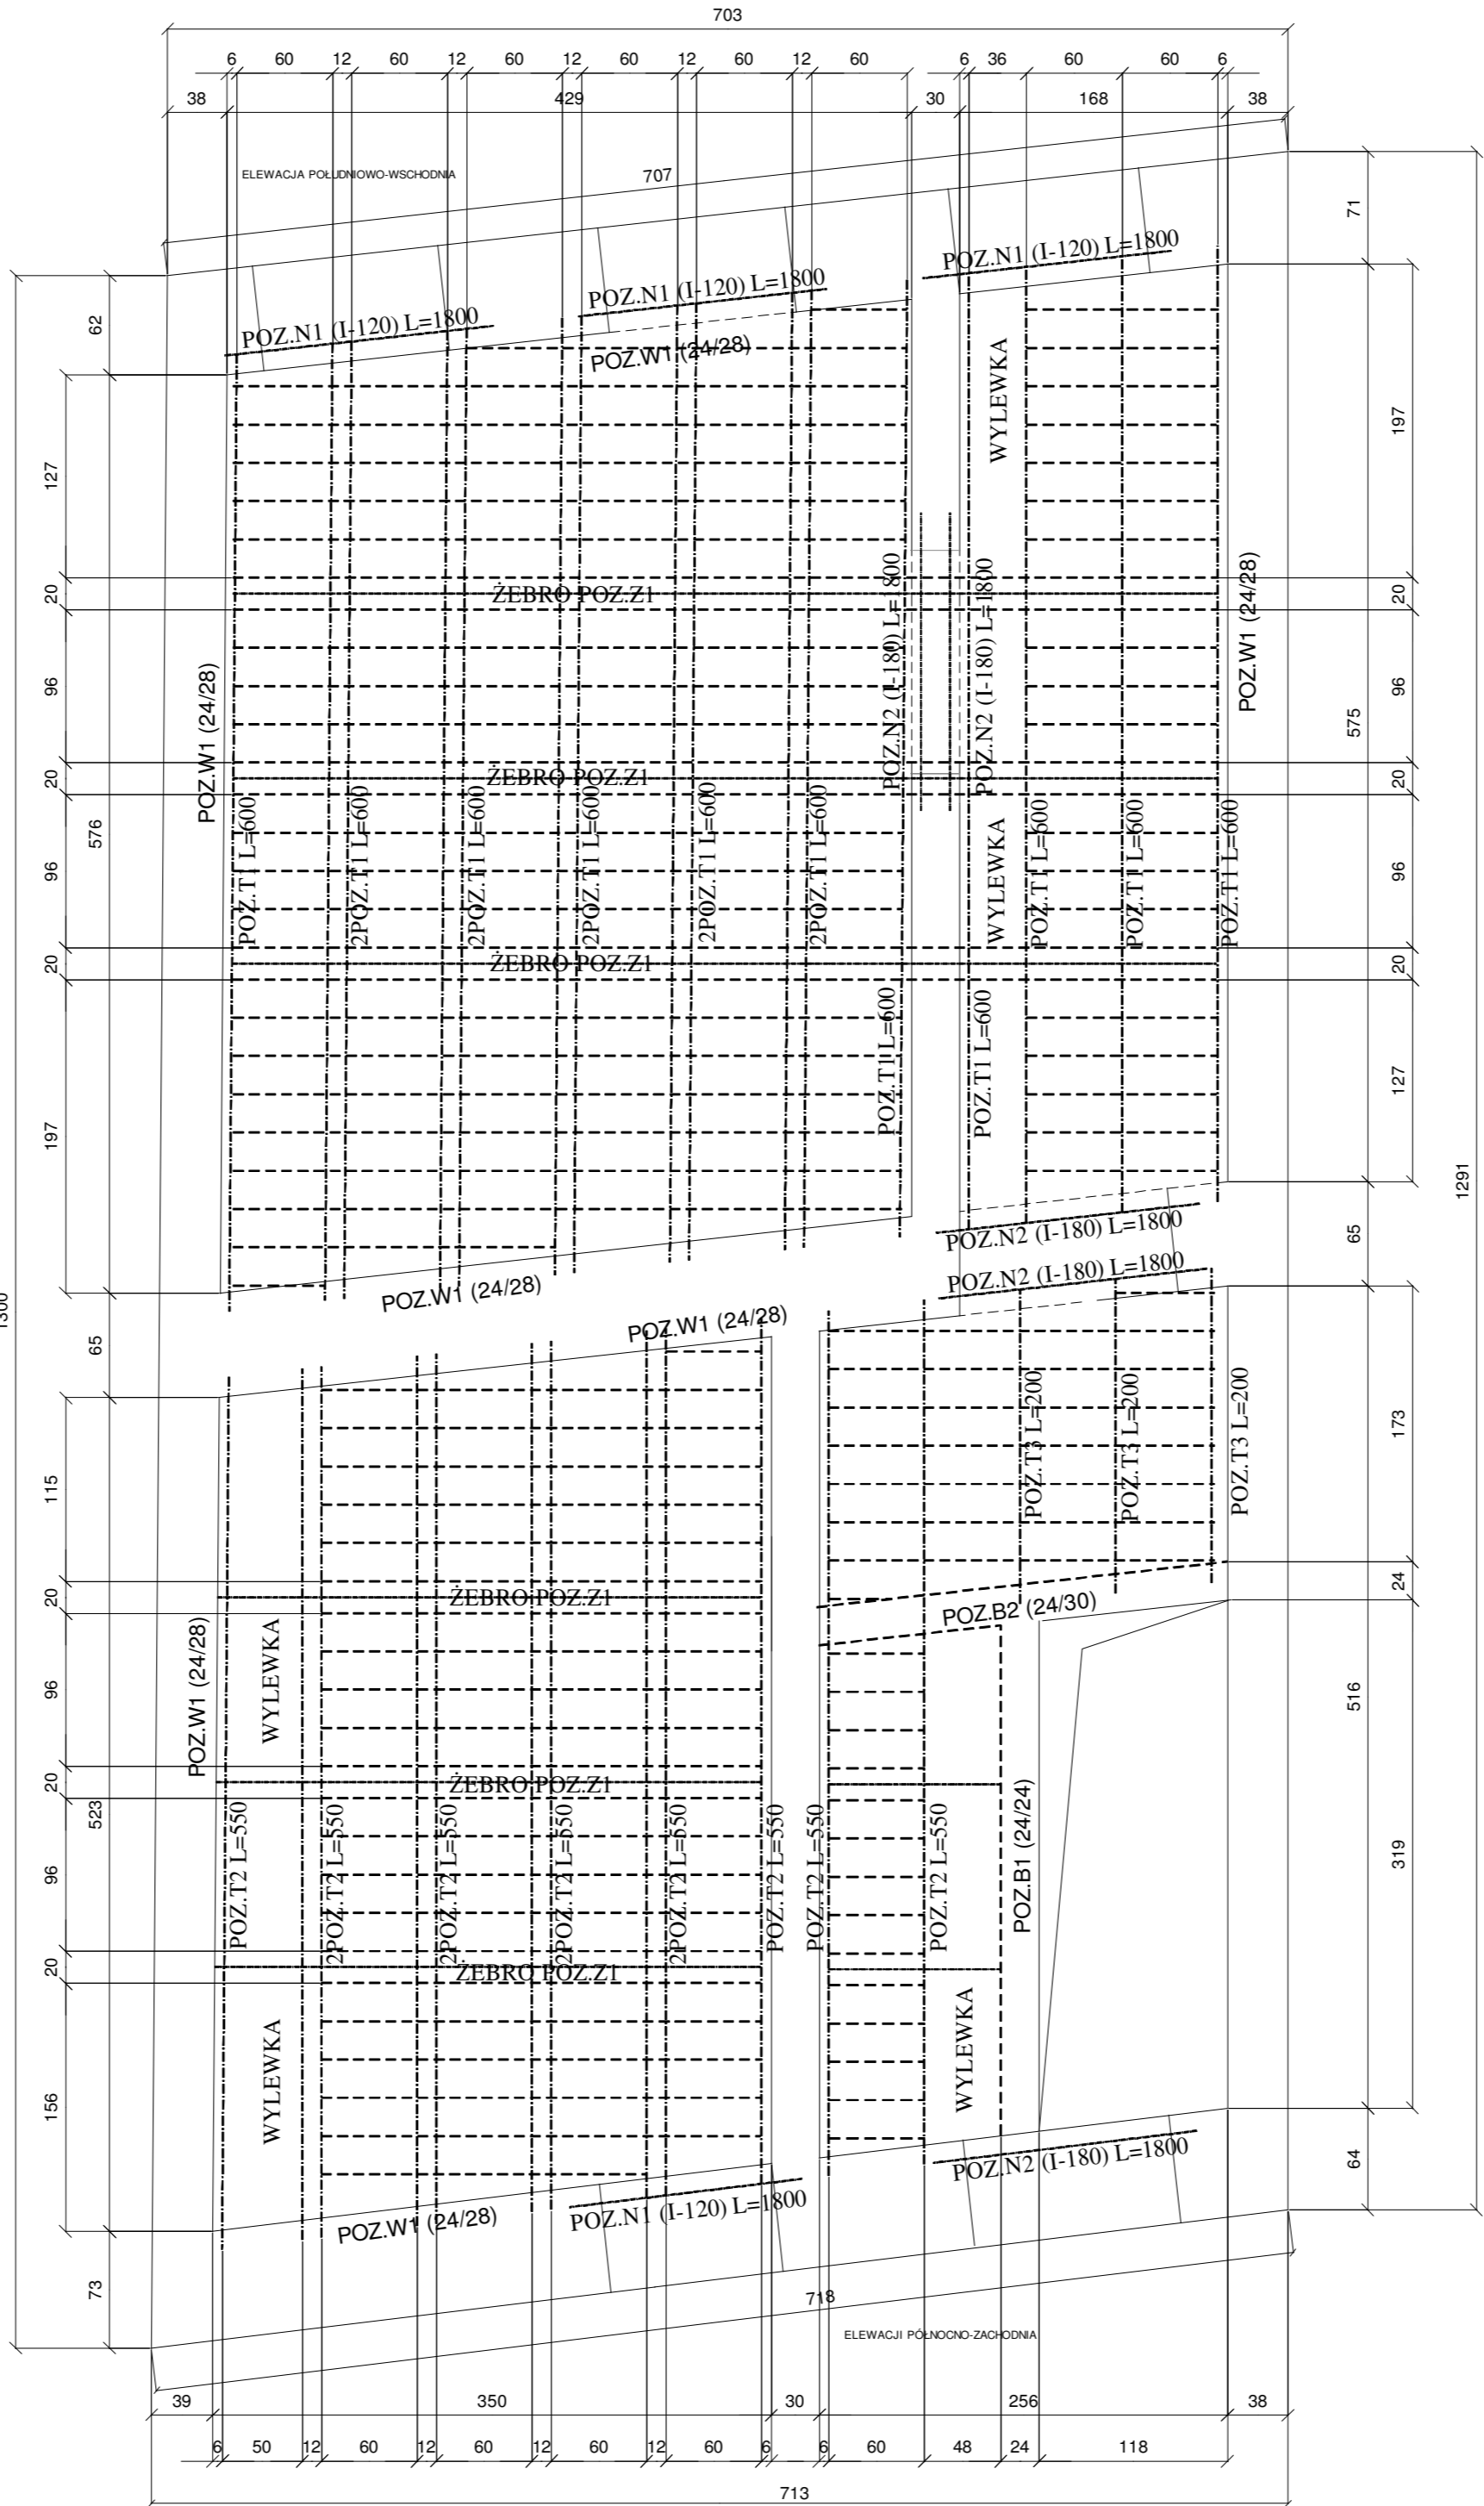 703
6 60 12 60 12 60 12 60 12 60 12 60 6 36 60 60 6
38 429 30 168 38
ELEWACJA POŁUDNIOWO-WSCHODNIA
707
71
POZ.N1 (I-120) L=1800
POZ.N1 (I-120) L=1800
POZ.N1 (I-120) L=1800
62
POZ.W1 (24/28)
WYLEWKA
197
127
20
ŻEBRO POZ.Z1
20
POZ.N2 (I-180) L=1800
POZ.N2 (I-180) L=1800
POZ.W1 (24/28)
POZ.W1 (24/28)
96
96
575
20
ŻEBRO POZ.Z1
20
576
POZ.T1 L=600
2POZ.T1 L=600
2POZ.T1 L=600
2POZ.T1 L=600
2POZ.T1 L=600
2POZ.T1 L=600
WYLEWKA
POZ.T1 L=600
POZ.T1 L=600
POZ.T1 L=600
96
96
20
ŻEBRO POZ.Z1
20
POZ.T1 L=600
POZ.T1 L=600
127
197
1291
POZ.N2 (I-180) L=1800
65
POZ.N2 (I-180) L=1800
POZ.W1 (24/28)
1300
POZ.W1 (24/28)
65
POZ.T3 L=200
POZ.T3 L=200
POZ.T3 L=200
173
115
20
ŻEBRO POZ.Z1
24
POZ.B2 (24/30)
POZ.W1 (24/28)
WYLEWKA
96
516
20
ŻEBRO POZ.Z1
523
POZ.T2 L=550
2POZ.T2 L=550
2POZ.T2 L=550
2POZ.T2 L=550
2POZ.T2 L=550
POZ.T2 L=550
POZ.T2 L=550
POZ.T2 L=550
POZ.B1 (24/24)
319
96
20
ŻEBRO POZ.Z1
WYLEWKA
WYLEWKA
156
POZ.N2 (I-180) L=1800
64
POZ.N1 (I-120) L=1800
POZ.W1 (24/28)
73
718
ELEWACJI PÓŁNOCNO-ZACHODNIA
39 350 30 256 38
6 50 12 60 12 60 12 60 12 60 6 6 60 48 24 118
713